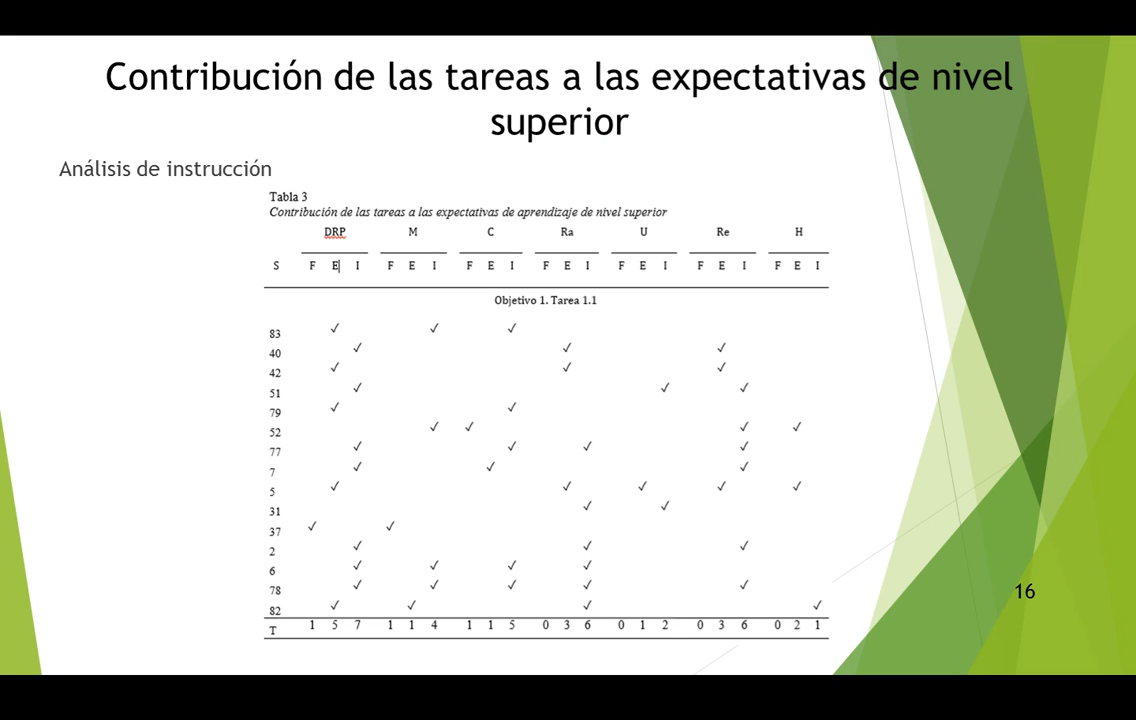 Contribución de las tareas a las expectativas de nivel
superior
Análisis de instrucción
Tabla 3
Contribución de las tareas a las expectativas de aprendizaje de nivel superior
DRP M C Ra U Re H
S F E I F E I F E I F E I F E I F E I F E I
Objetivo 1. Tarea 1.1
83 ✓ ✓ ✓
40 ✓ ✓ ✓
42 ✓ ✓ ✓
51 ✓ ✓ ✓
79 ✓ ✓
52 ✓ ✓ ✓ ✓
77 ✓ ✓ ✓ ✓
7 ✓ ✓ ✓
5 ✓ ✓ ✓ ✓ ✓
31 ✓ ✓
37 ✓ ✓
2 ✓ ✓ ✓
6 ✓ ✓ ✓ ✓
78 ✓ ✓ ✓ ✓ ✓
82 ✓ ✓ ✓ ✓
T 1 5 7 1 1 4 1 1 5 0 3 6 0 1 2 0 3 6 0 2 1
16